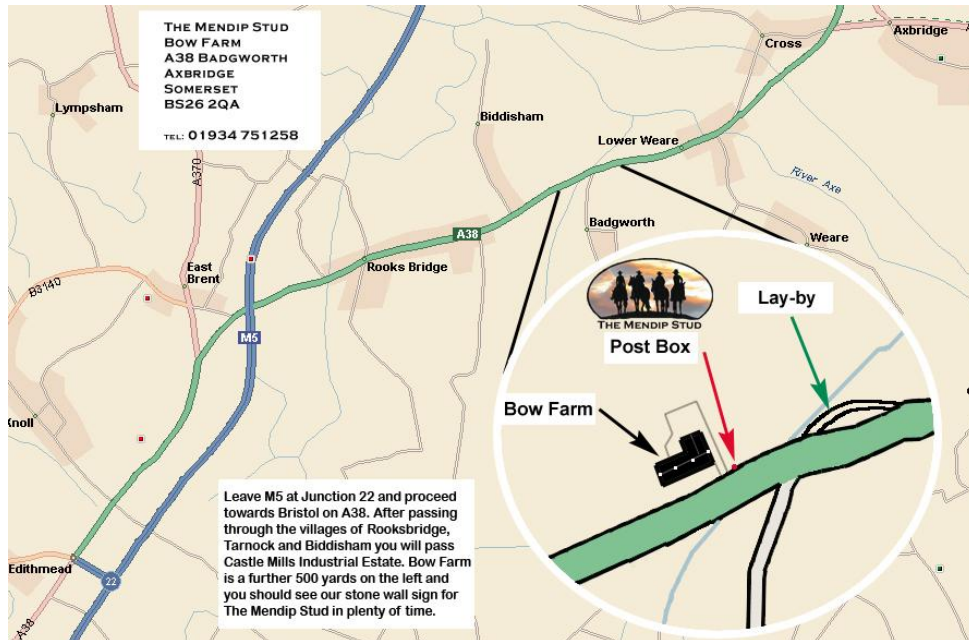 THE MENDIP STUD
BOW FARM
A38 BADGWORTH
AXBRIDGE
SOMERSET
BS26 2QA
TEL: 01934 751258
Cross
Axbridge
Lympsham
Biddisham
Lower Weare
A370
River Axe
Badgworth
Weare
A38
East
Brent
Rooks Bridge
B3140
M5
THE MENDIP STUD
Lay-by
Post Box
Bow Farm
Knoll
Leave M5 at Junction 22 and proceed
towards Bristol on A38. After passing
through the villages of Rooksbridge,
Tarnock and Biddisham you will pass
Castle Mills Industrial Estate. Bow Farm
is a further 500 yards on the left and
you should see our stone wall sign for
The Mendip Stud in plenty of time.
Edithmead
22
A38